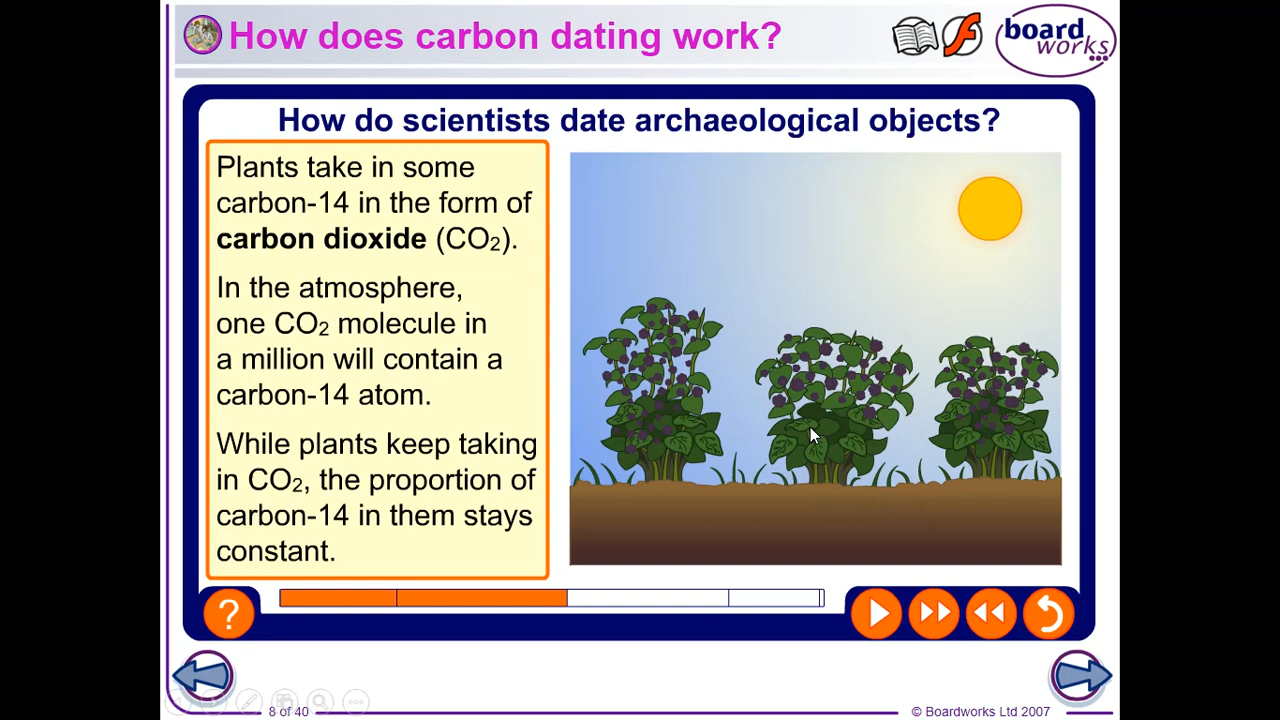 How does carbon dating work?
board
works
How do scientists date archaeological objects?
Plants take in some
carbon-14 in the form of
carbon dioxide (CO₂).
In the atmosphere,
one CO₂ molecule in
a million will contain a
carbon-14 atom.
While plants keep taking
in CO₂, the proportion of
carbon-14 in them stays
constant.
?
8 of 40
© Boardworks Ltd 2007